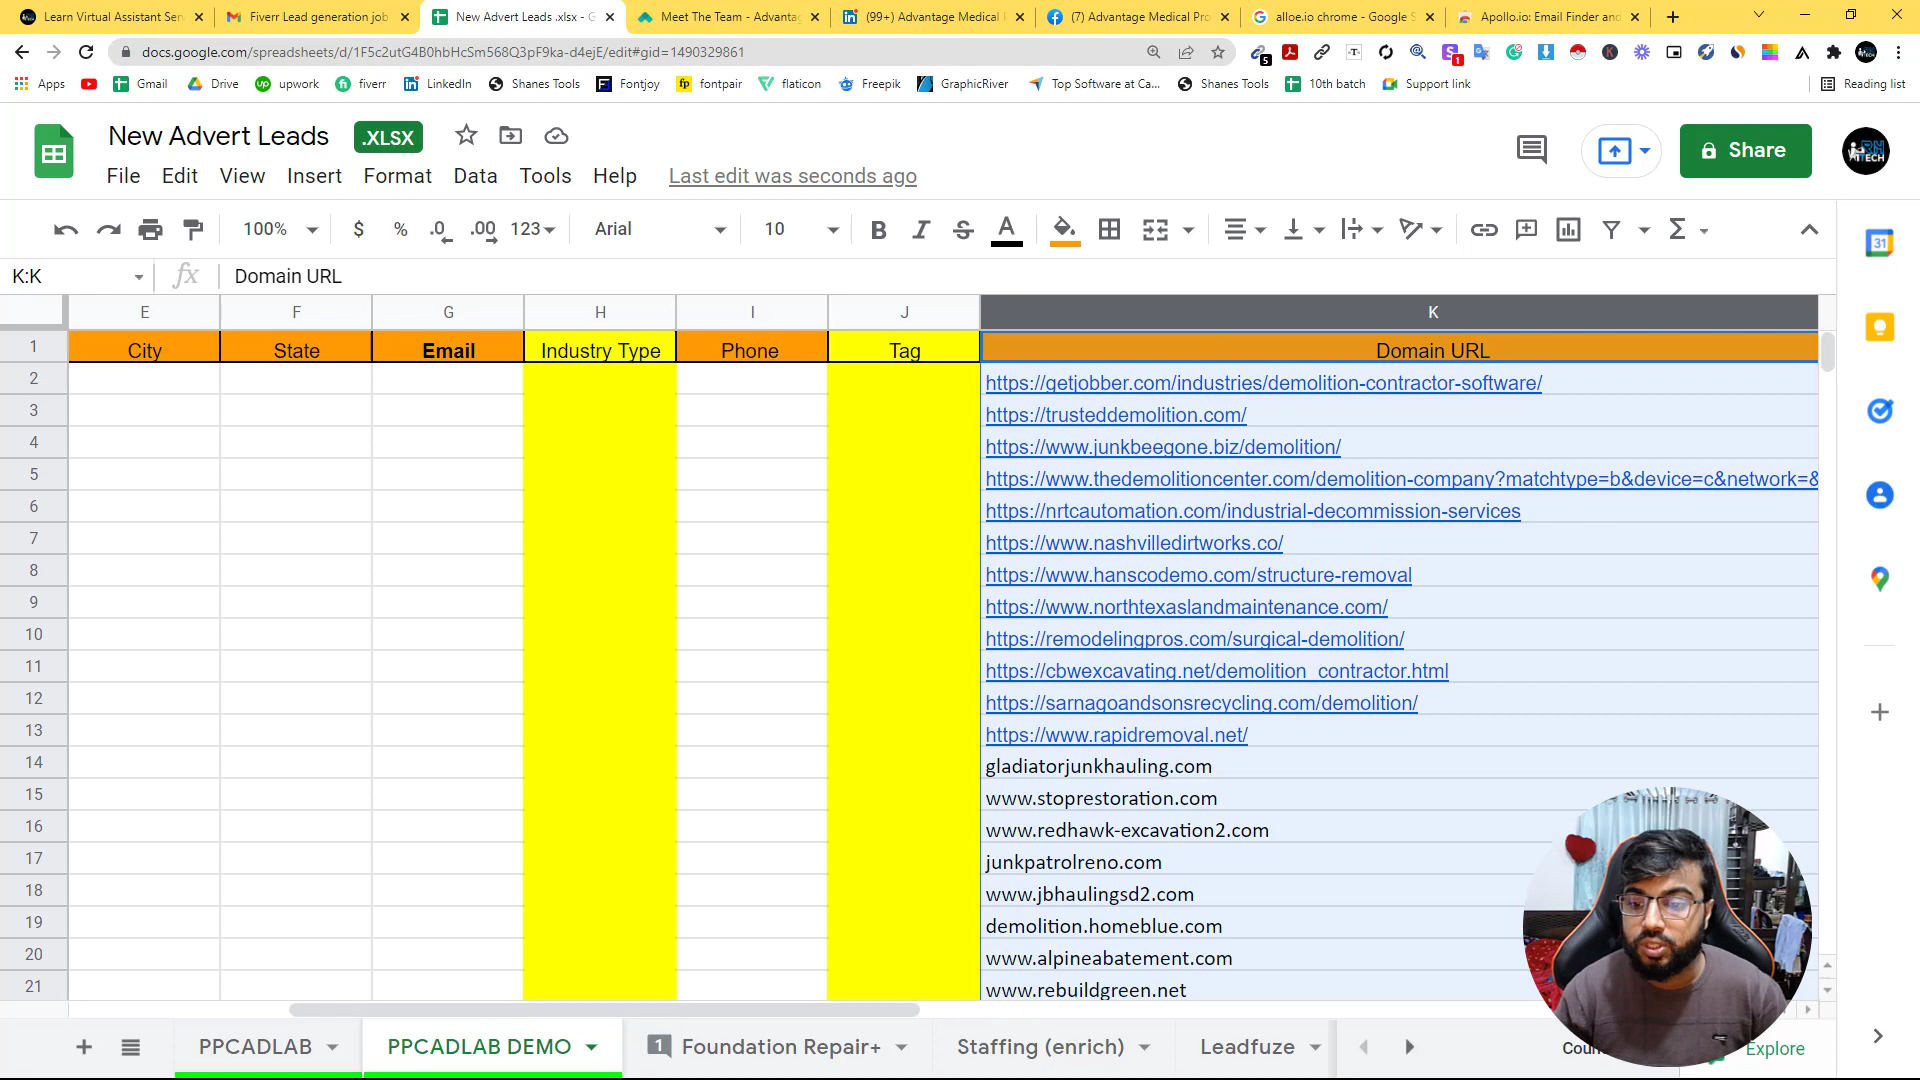 Learn Virtual Assistant Ser
Fiverr Lead generation job
New Advert Leads .xlsx - G
Meet The Team - Advanta
(99+) Advantage Medical
(7) Advantage Medical Pro
alloe.io chrome - Google S
Apollo.io: Email Finder and
docs.google.com/spreadsheets/d/1F5c2utG4B0hbHcSm568Q3pF9ka-d4ejE/edit#gid=1490329861
Apps
Gmail
Drive
upwork
fiverr
LinkedIn
Shanes Tools
Fontjoy
fontpair
flaticon
Freepik
GraphicRiver
Top Software at Ca...
Shanes Tools
10th batch
Support link
Reading list
New Advert Leads
.XLSX
Share
File
Edit
View
Insert
Format
Data
Tools
Help
Last edit was seconds ago
100%
$
%
.0
.00
123
Arial
10
K:K
fx
Domain URL
E
F
G
H
I
J
K
1
City
State
Email
Industry Type
Phone
Tag
Domain URL
2
https://getjobber.com/industries/demolition-contractor-software/
3
https://trusteddemolition.com/
4
https://www.junkbeegone.biz/demolition/
5
https://www.thedemolitioncenter.com/demolition-company?matchtype=b&device=c&network=&
6
https://nrtcautomation.com/industrial-decommission-services
7
https://www.nashvilledirtworks.co/
8
https://www.hanscodemo.com/structure-removal
9
https://www.northtexaslandmaintenance.com/
10
https://remodelingpros.com/surgical-demolition/
11
https://cbwexcavating.net/demolition_contractor.html
12
https://sarnagoandsonsrecycling.com/demolition/
13
https://www.rapidremoval.net/
14
gladiatorjunkhauling.com
15
www.stoprestoration.com
16
www.redhawk-excavation2.com
17
junkpatrolreno.com
18
www.jbhaulingsd2.com
19
demolition.homeblue.com
20
www.alpineabatement.com
21
www.rebuildgreen.net
PPCADLAB
PPCADLAB DEMO
1
Foundation Repair+
Staffing (enrich)
Leadfuze
Explore